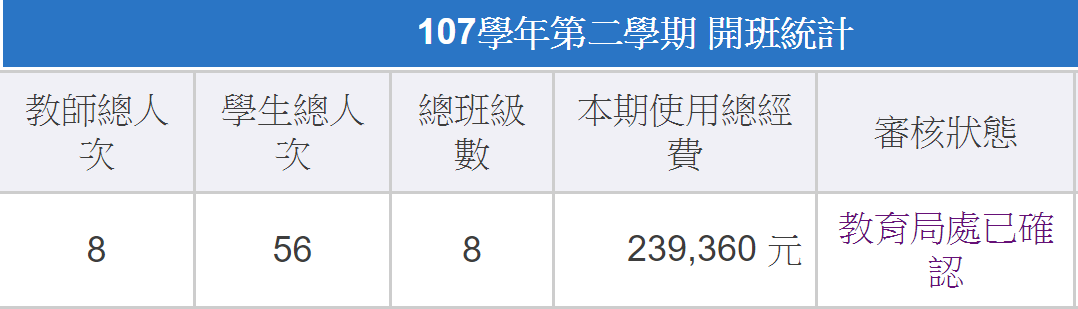 107學年第二學期 開班統計
教師總人次
學生總人次
總班級數
本期使用總經費
審核狀態
8
56
8
239,360 元
教育局處已確認